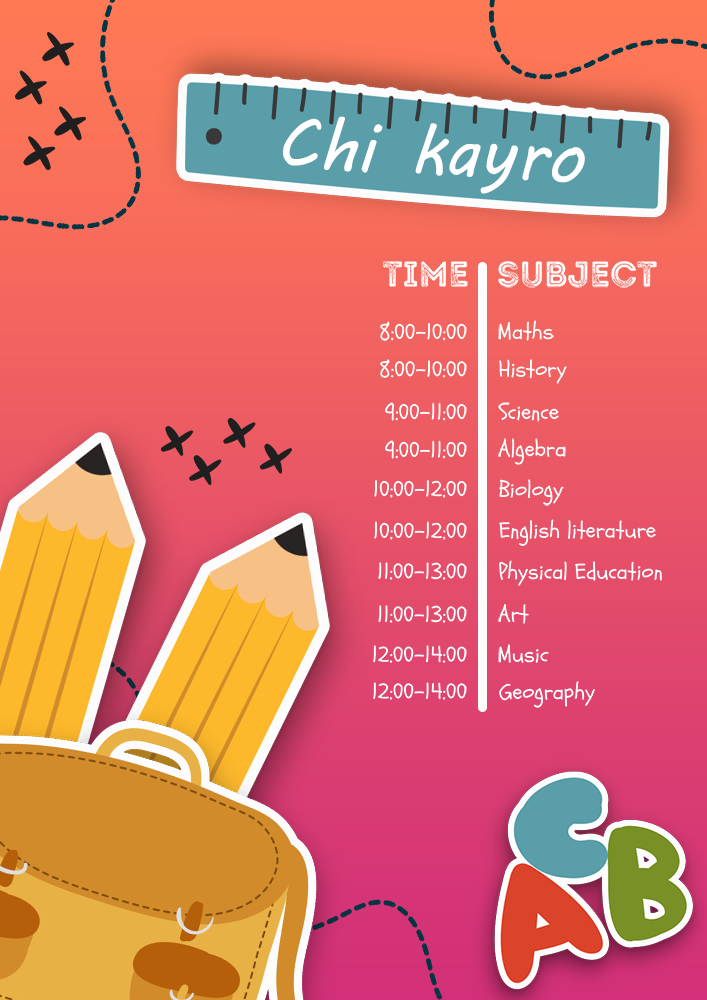 Chi kayro
TIME SUBJECT
8:00-10:00 Maths
8:00-10:00 History
9:00-11:00 Science
9:00-11:00 Algebra
10:00-12:00 Biology
10:00-12:00 English literature
11:00-13:00 Physical Education
11:00-13:00 Art
12:00-14:00 Music
12:00-14:00 Geography
C
A B